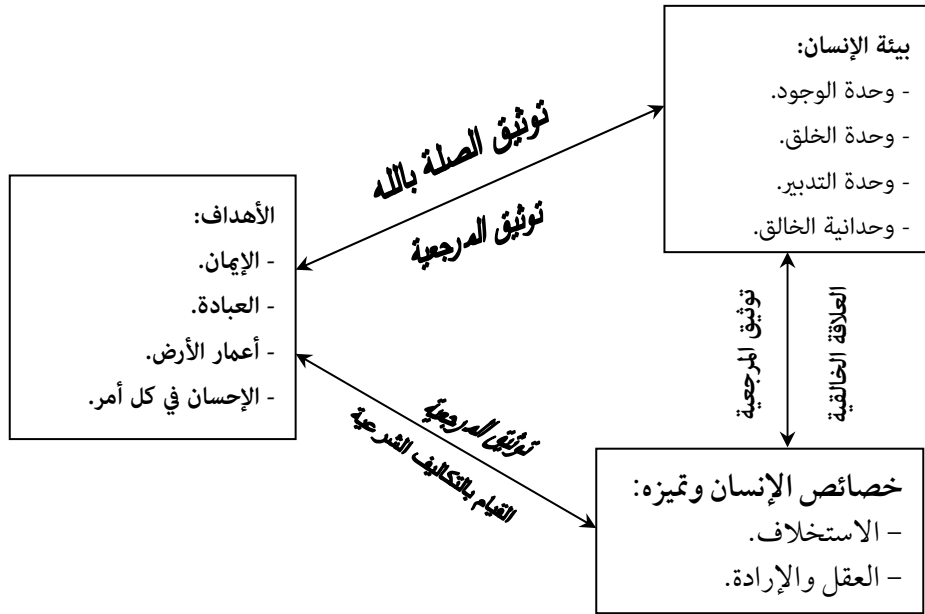 بيئة الإنسان:
- وحدة الوجود.
- وحدة الخلق.
- وحدة التدبير.
- وحدانية الخالق.
توثيق الصلة بالله
توثيق المرجعية
الأهداف:
- الإيمان.
- العبادة.
- أعمار الأرض.
- الإحسان في كل أمر.
العلاقة الخالقية
توثيق المرجعية
توثيق المرجعية
القيام بالتكاليف الشرعية
خصائص الإنسان وتميزه:
– الاستخلاف.
– العقل والإرادة.